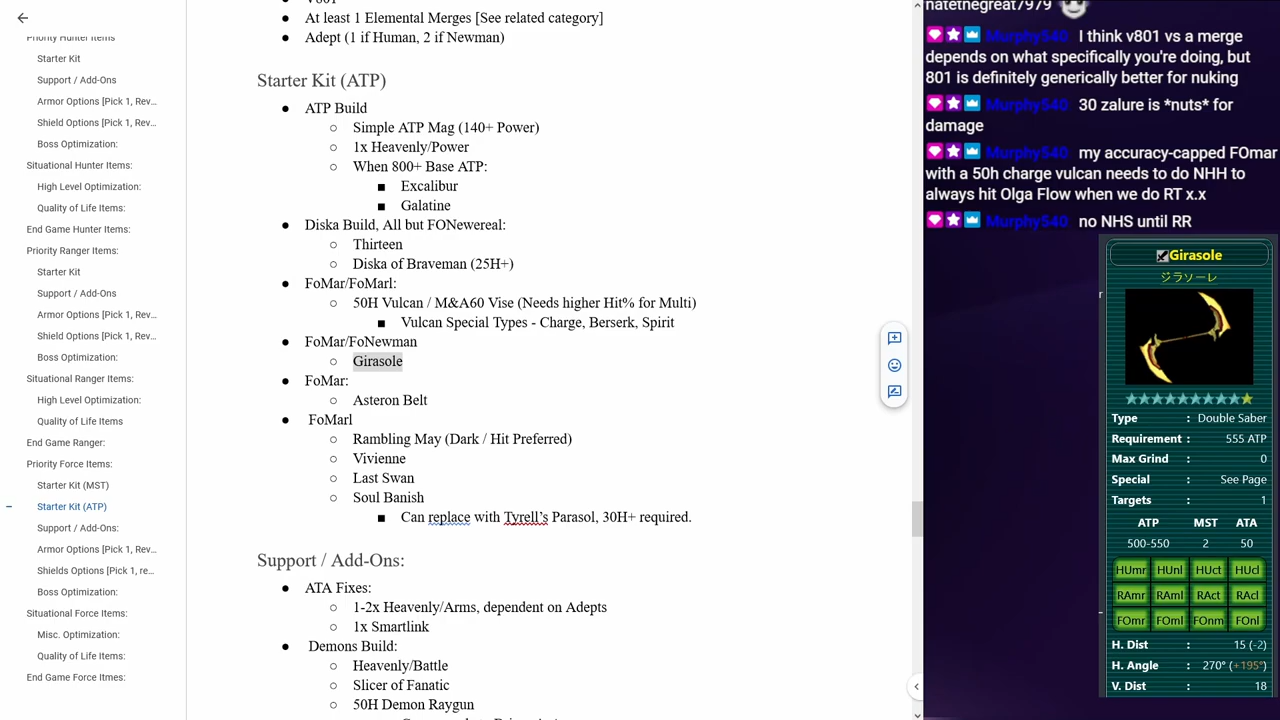 Priority Hunter Items
Starter Kit
Support / Add-Ons
Armor Options [Pick 1, Rev...
Shield Options [Pick 1, Rev...
Boss Optimization:
Situational Hunter Items:
High Level Optimization:
Quality of Life Items:
End Game Hunter Items:
Priority Ranger Items:
Starter Kit
Support / Add-Ons:
Armor Options [Pick 1, Rev...
Shield Options [Pick 1, Rev...
Boss Optimization:
Situational Ranger Items:
High Level Optimization:
Quality of Life Items
End Game Ranger:
Priority Force Items:
Starter Kit (MST)
Starter Kit (ATP)
Support / Add-Ons:
Armor Options [Pick 1, Rev...
Shields Options [Pick 1, re...
Boss Optimization:
Situational Force Items:
Misc. Optimization:
Quality of Life Items:
End Game Force Itmes:
V801
At least 1 Elemental Merges [See related category]
Adept (1 if Human, 2 if Newman)
Starter Kit (ATP)
ATP Build
Simple ATP Mag (140+ Power)
1x Heavenly/Power
When 800+ Base ATP:
Excalibur
Galatine
Diska Build, All but FONewereal:
Thirteen
Diska of Braveman (25H+)
FoMar/FoMarl:
50H Vulcan / M&A60 Vise (Needs higher Hit% for Multi)
Vulcan Special Types - Charge, Berserk, Spirit
FoMar/FoNewman
Girasole
FoMar:
Asteron Belt
FoMarl
Rambling May (Dark / Hit Preferred)
Vivienne
Last Swan
Soul Banish
Can replace with Tyrell's Parasol, 30H+ required.
Support / Add-Ons:
ATA Fixes:
1-2x Heavenly/Arms, dependent on Adepts
1x Smartlink
Demons Build:
Heavenly/Battle
Slicer of Fanatic
50H Demon Raygun
natethegreat7979
Murphy540 I think v801 vs a merge
depends on what specifically you're doing, but
801 is definitely generically better for nuking
Murphy540 30 zalure is *nuts* for
damage
Murphy540 my accuracy-capped FOmar
with a 50h charge vulcan needs to do NHH to
always hit Olga Flow when we do RT x.x
Murphy540 no NHS until RR
Girasole
ジラソーレ
Type : Double Saber
Requirement : 555 ATP
Max Grind : 0
Special : See Page
Targets : 1
ATP MST ATA
500-550 2 50
HUmr HUnl HUct HUcl
RAmr RAml RAct RAcl
FOmr FOml FOnm FOnl
H. Dist : 15 (-2)
H. Angle : 270° (+195°)
V. Dist : 18